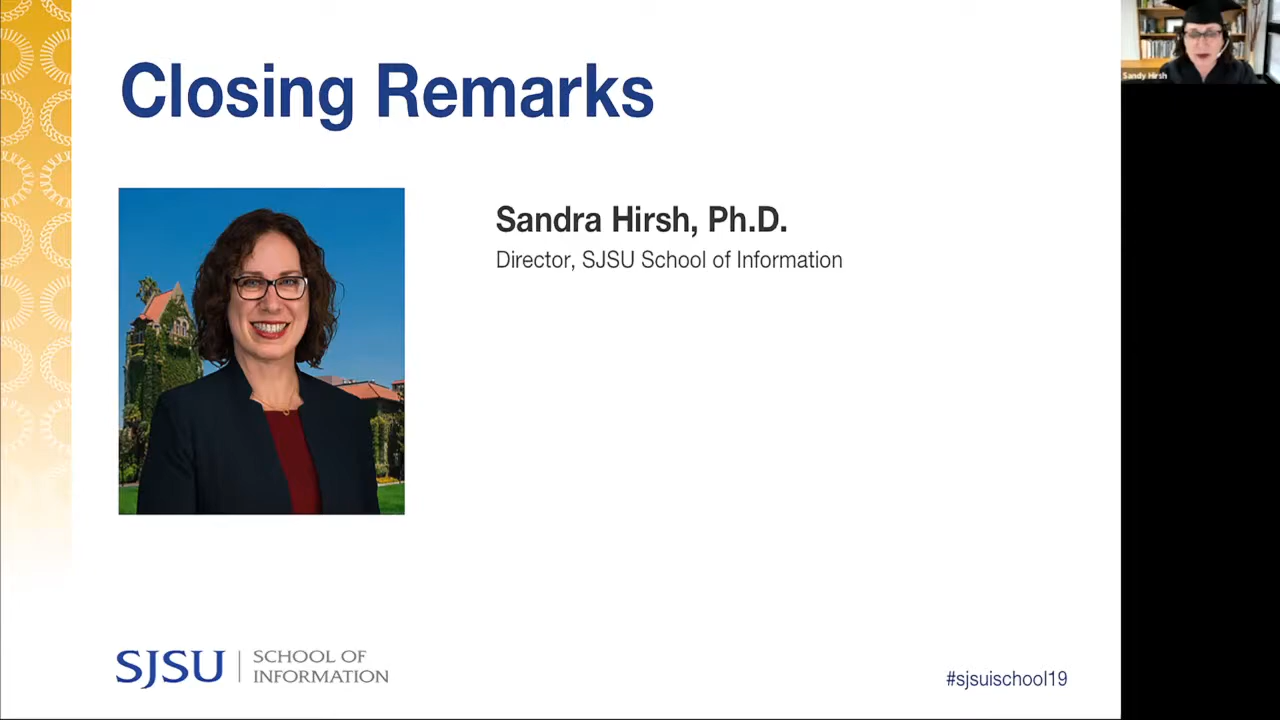 Closing Remarks
Sandy Hirsh
Sandra Hirsh, Ph.D.
Director, SJSU School of Information
SJSU SCHOOL OF
INFORMATION
#sjsuischool19